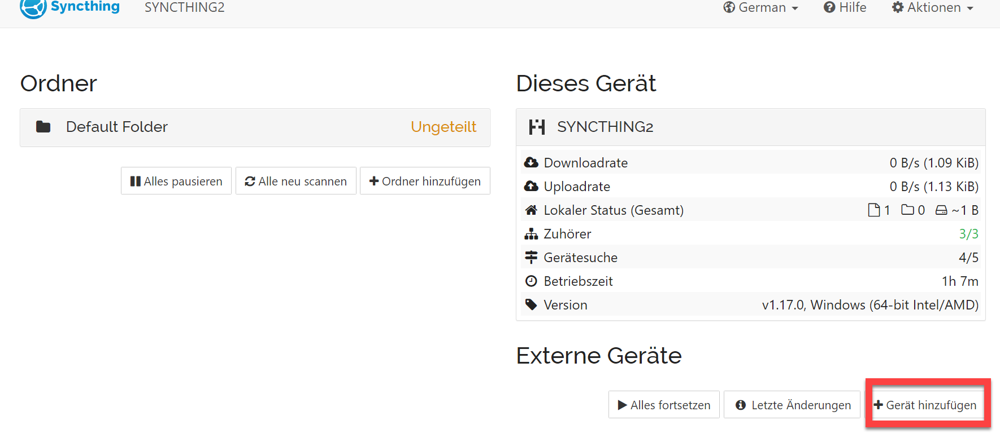 Syncthing SYNCTHING2 German Hilfe Aktionen
Ordner
Default Folder Ungeteilt
Alles pausieren Alle neu scannen Ordner hinzufügen
Dieses Gerät
SYNCTHING2
Downloadrate 0 B/s (1.09 KiB)
Uploadrate 0 B/s (1.13 KiB)
Lokaler Status (Gesamt) 1 0 ~1 B
Zuhörer 3/3
Gerätesuche 4/5
Betriebszeit 1h 7m
Version v1.17.0, Windows (64-bit Intel/AMD)
Externe Geräte
Alles fortsetzen Letzte Änderungen Gerät hinzufügen